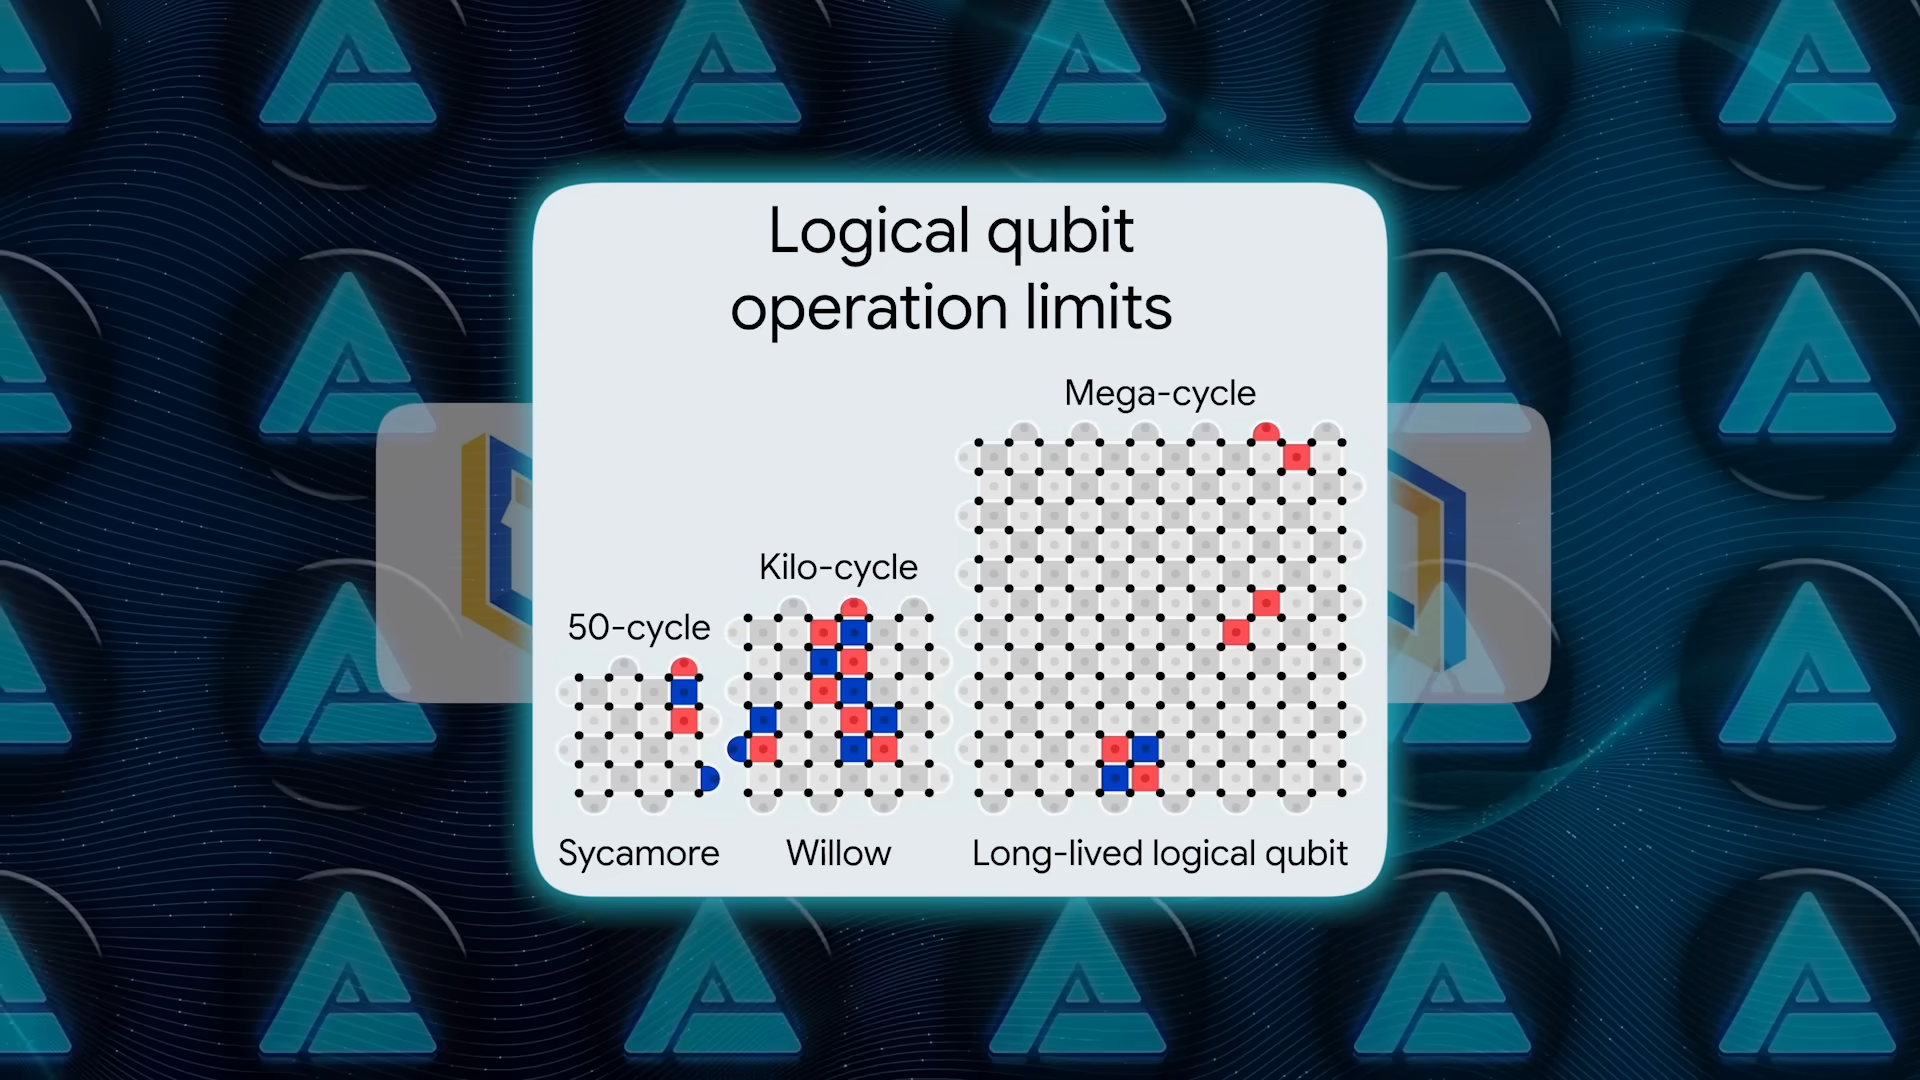 Logical qubit
operation limits
Mega-cycle
Kilo-cycle
50-cycle
Sycamore
Willow
Long-lived logical qubit